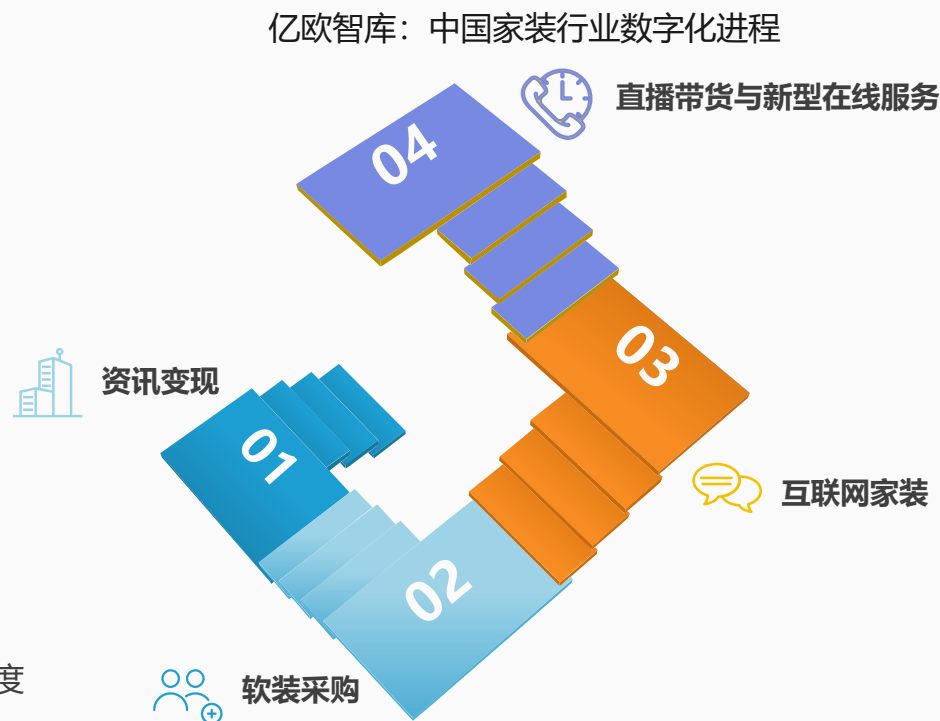 亿欧智库：中国家装行业数字化进程
04
直播带货与新型在线服务
03
资讯变现
01
互联网家装
02
度
软装采购